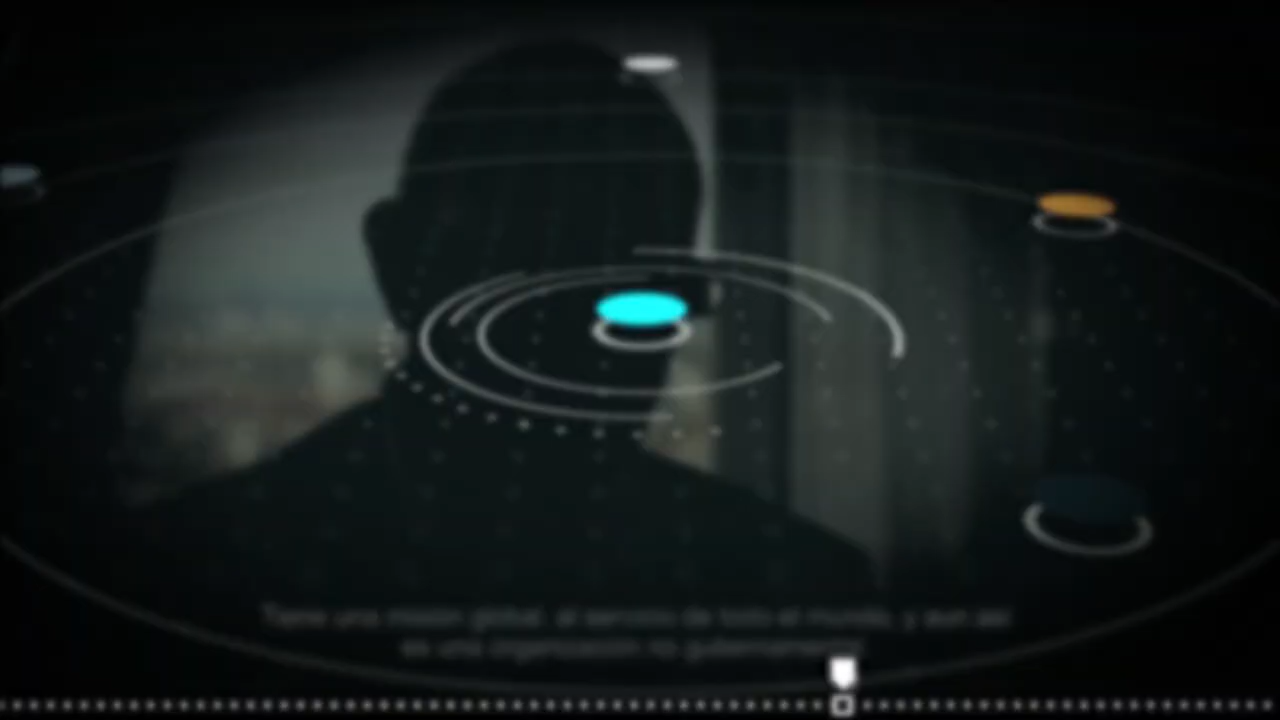 Tiene una misión global, al servicio de todo el mundo, y aun así
es una organización no gubernamental